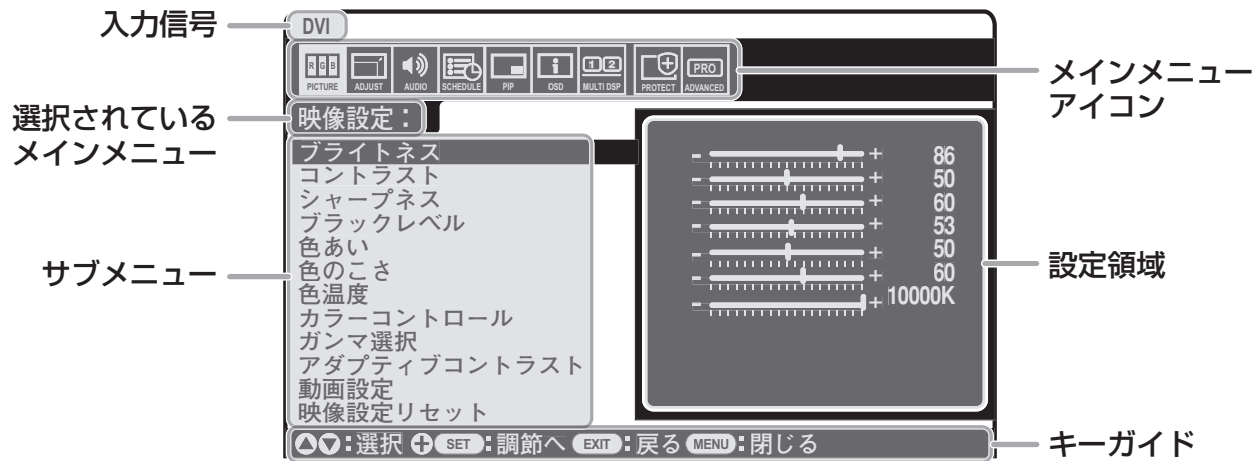 入力信号
DVI
R G B
PICTURE
ADJUST
AUDIO
SCHEDULE
PIP
i
OSD
1 2
MULTI DSP
PROTECT
PRO
ADVANCED
メインメニュー
アイコン
選択されている
メインメニュー
映像設定：
ブライトネス
コントラスト
シャープネス
ブラックレベル
色あい
色のこさ
色温度
カラーコントロール
ガンマ選択
アダプティブコントラスト
動画設定
映像設定リセット
サブメニュー
- + 86
- + 50
- + 60
- + 53
- + 50
- + 60
- + 10000K
設定領域
:選択 + SET :調節へ EXIT :戻る MENU :閉じる
キーガイド